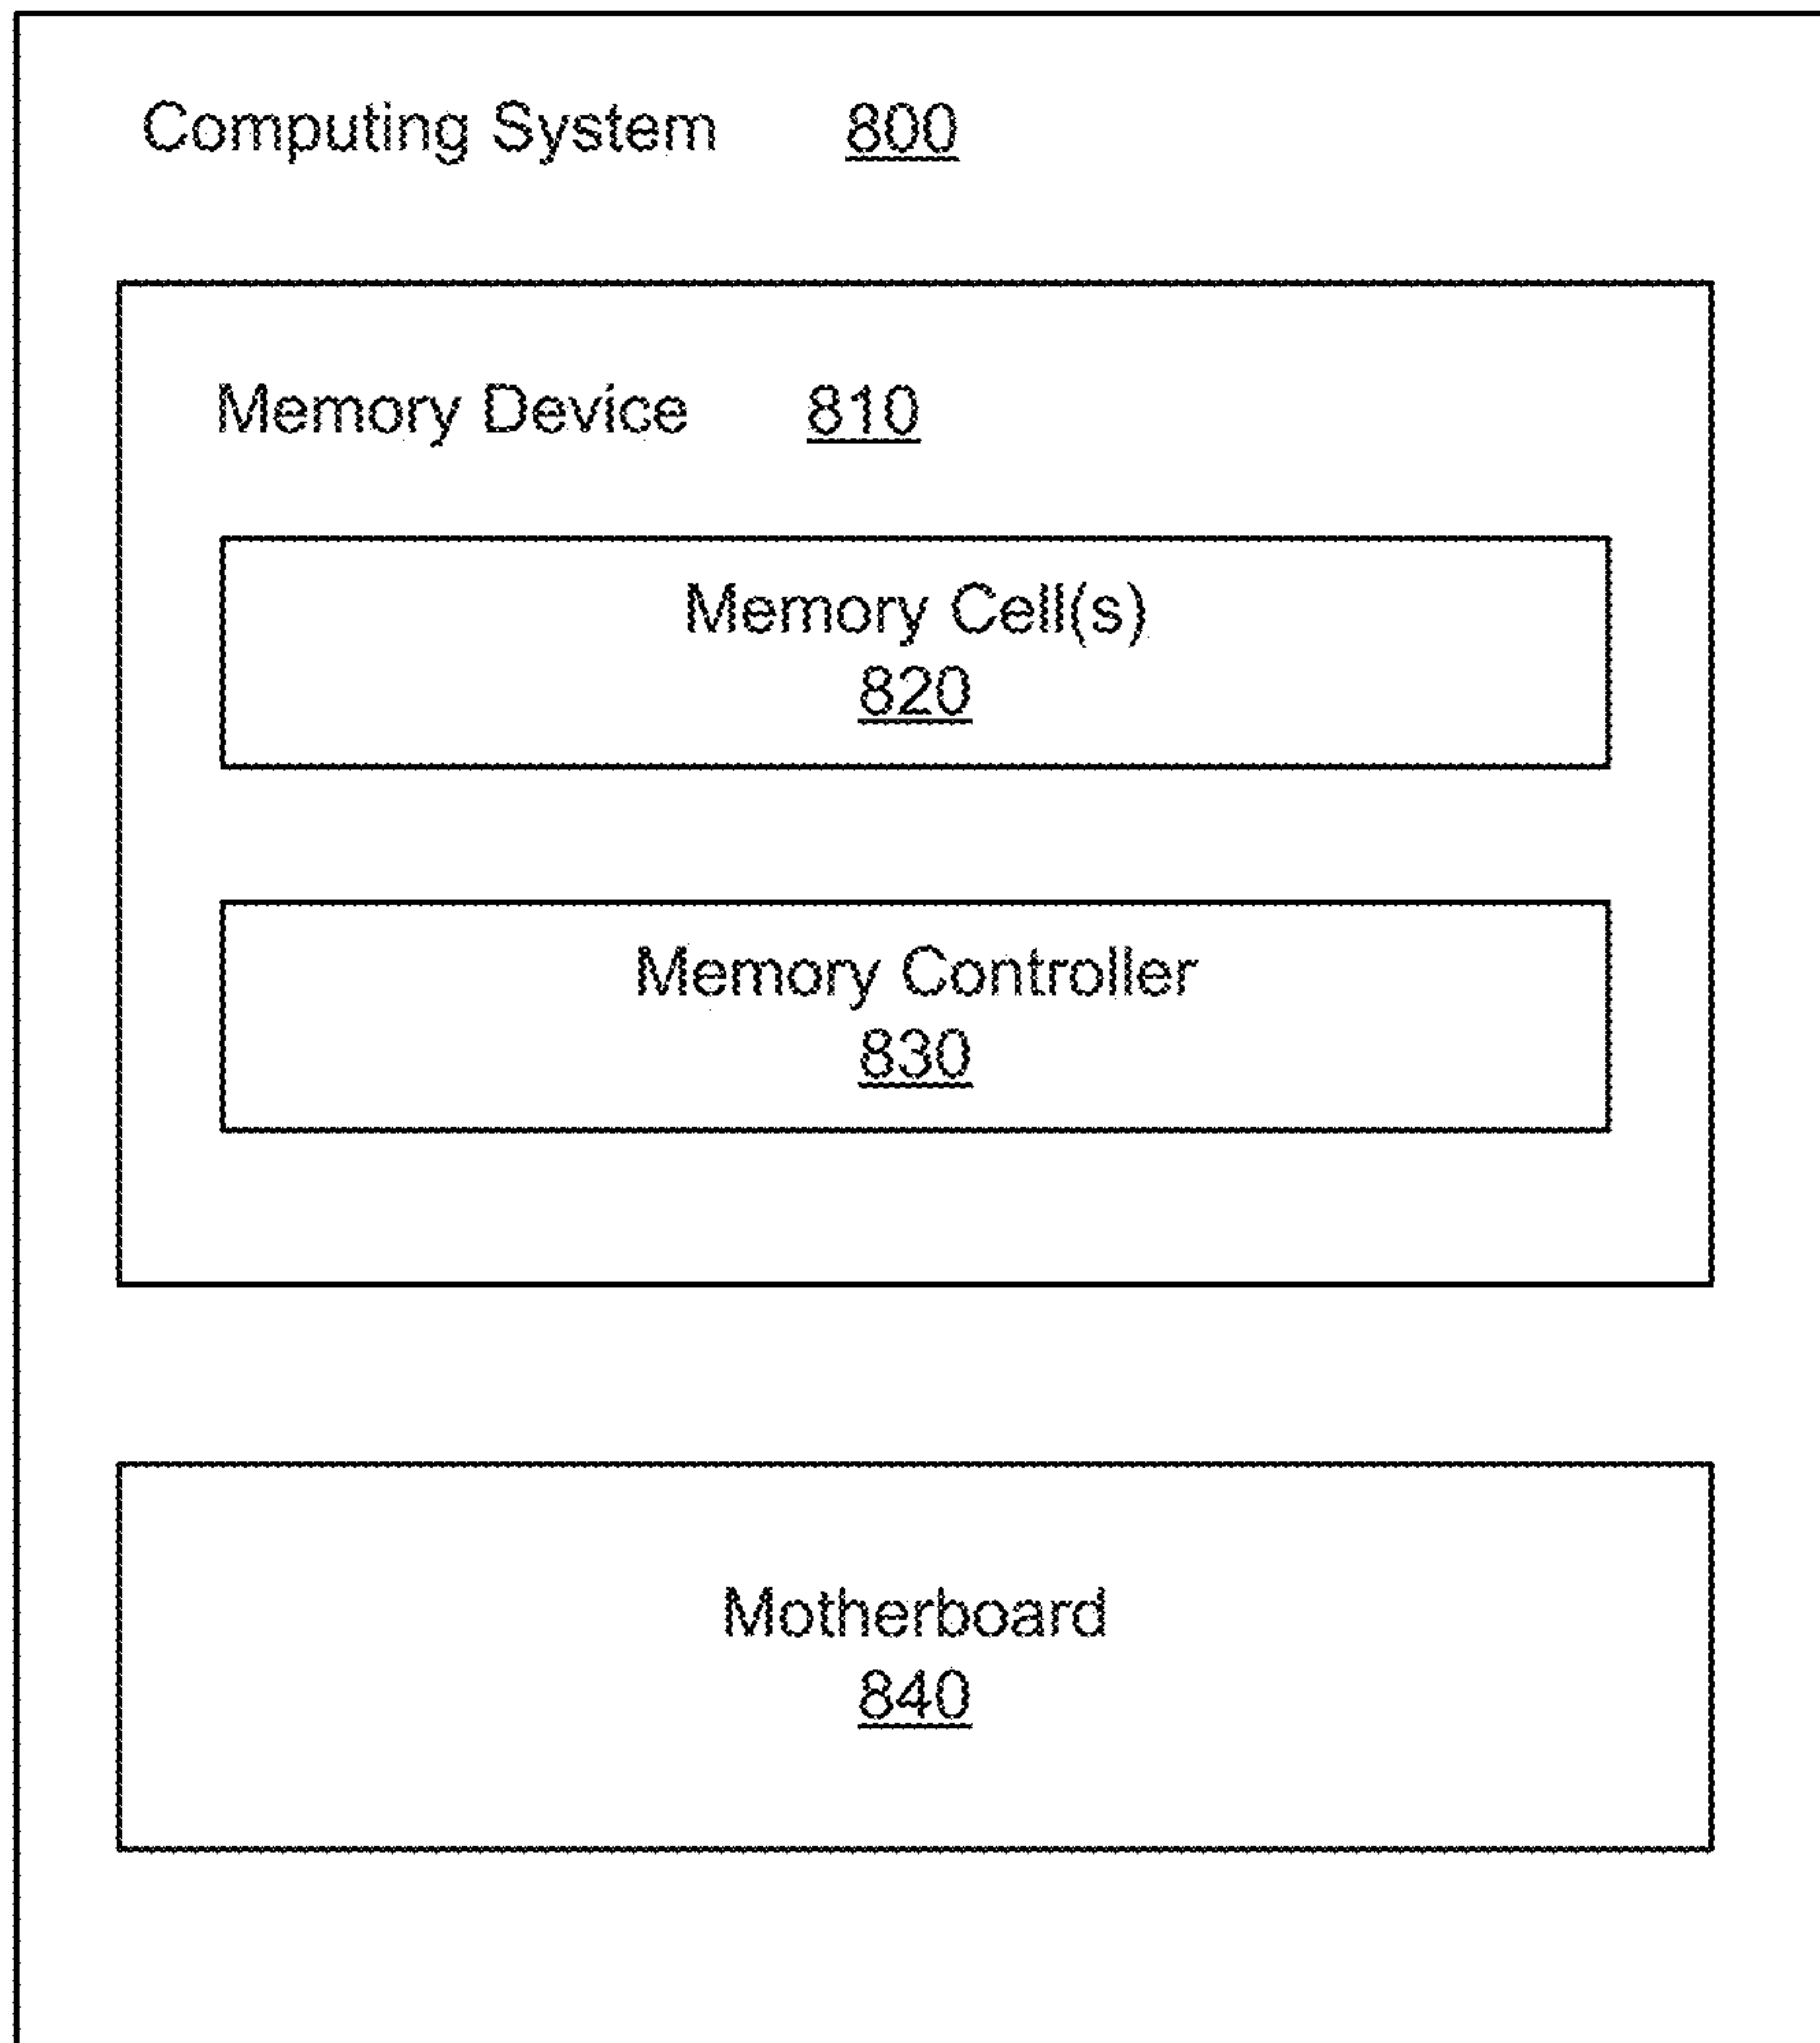 Computing System 800
Memory Device 810
Memory Cell(s)
820
Memory Controller
830
Motherboard
840